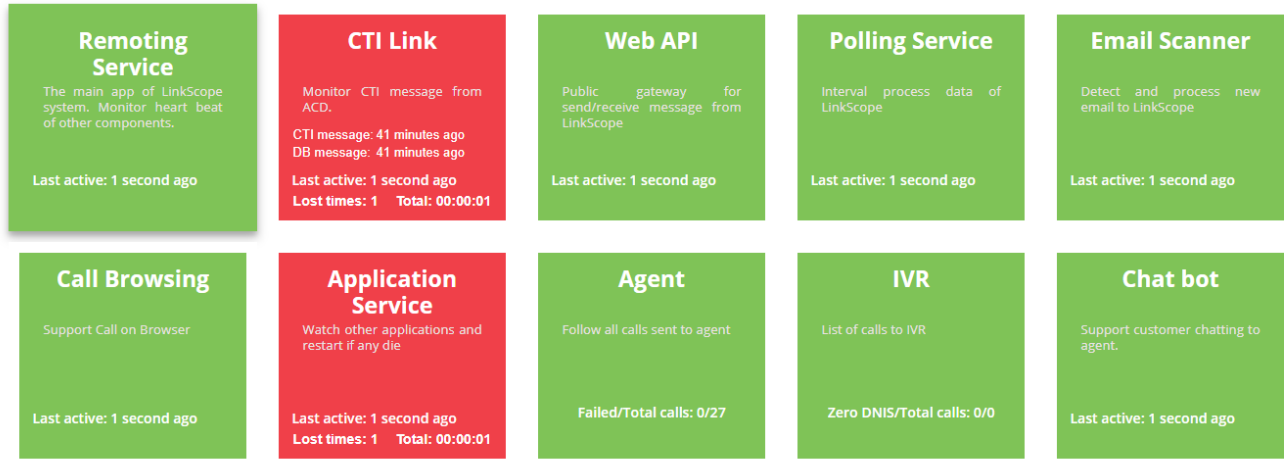 Remoting
Service
The main app of LinkScope
system. Monitor heart beat
of other components.
Last active: 1 second ago
CTI Link
Monitor CTI message from
ACD.
CTI message: 41 minutes ago
DB message: 41 minutes ago
Last active: 1 second ago
Lost times: 1 Total: 00:00:01
Web API
Public gateway for
send/receive message from
LinkScope
Last active: 1 second ago
Polling Service
Interval process data of
LinkScope
Last active: 1 second ago
Email Scanner
Detect and process new
email to LinkScope
Last active: 1 second ago
Call Browsing
Support Call on Browser
Last active: 1 second ago
Application
Service
Watch other applications and
restart if any die
Last active: 1 second ago
Lost times: 1 Total: 00:00:01
Agent
Follow all calls sent to agent
Failed/Total calls: 0/27
IVR
List of calls to IVR
Zero DNIS/Total calls: 0/0
Chat bot
Support customer chatting to
agent.
Last active: 1 second ago